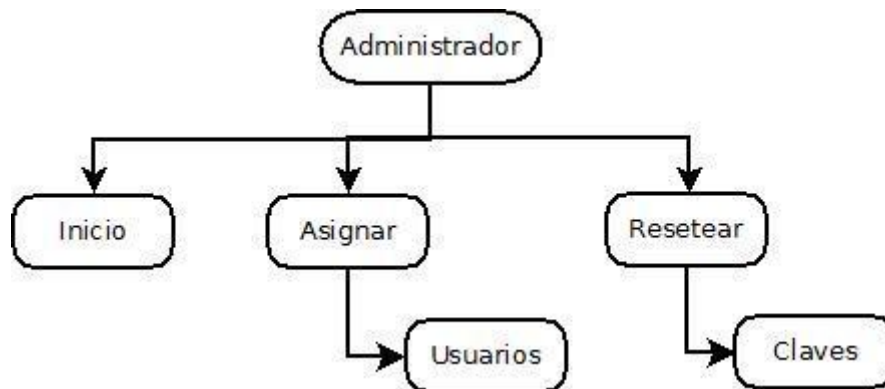 Administrador
Inicio
Asignar
Resetear
Usuarios
Claves